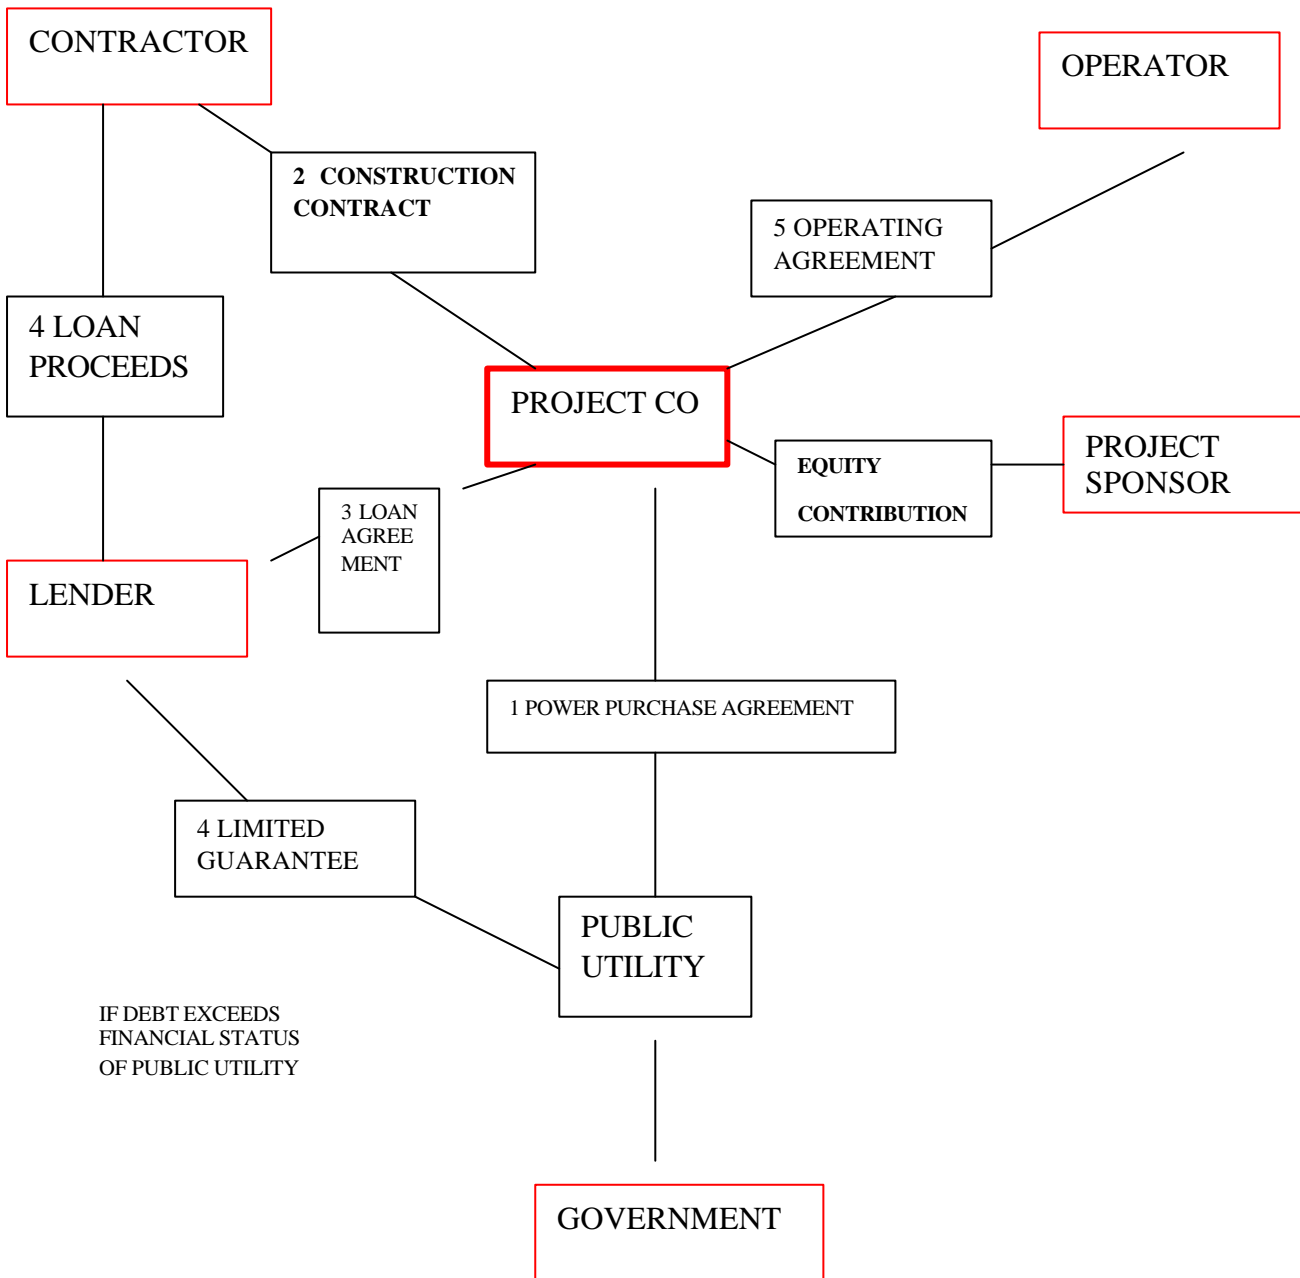 CONTRACTOR
OPERATOR
2 CONSTRUCTION
CONTRACT
5 OPERATING
AGREEMENT
4 LOAN
PROCEEDS
PROJECT CO
EQUITY
CONTRIBUTION
PROJECT
SPONSOR
3 LOAN
AGREE
MENT
LENDER
1 POWER PURCHASE AGREEMENT
4 LIMITED
GUARANTEE
PUBLIC
UTILITY
IF DEBT EXCEEDS
FINANCIAL STATUS
OF PUBLIC UTILITY
GOVERNMENT